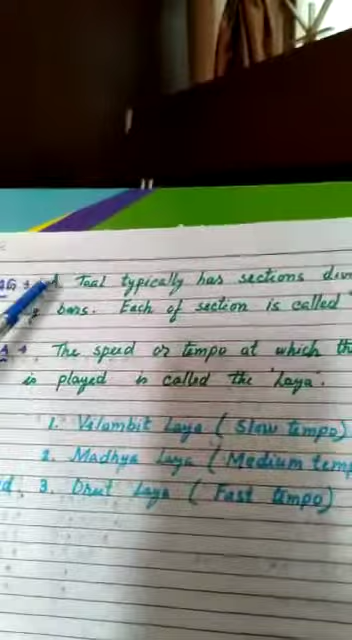 Taal typically has sections
bars. Each of section is called
The speed or tempo at which
is played is called the 'Laya'.
1. Vilambit Laya (Slow tempo)
2. Madhya Laya (Medium
3. Drut Laya (Fast tempo)